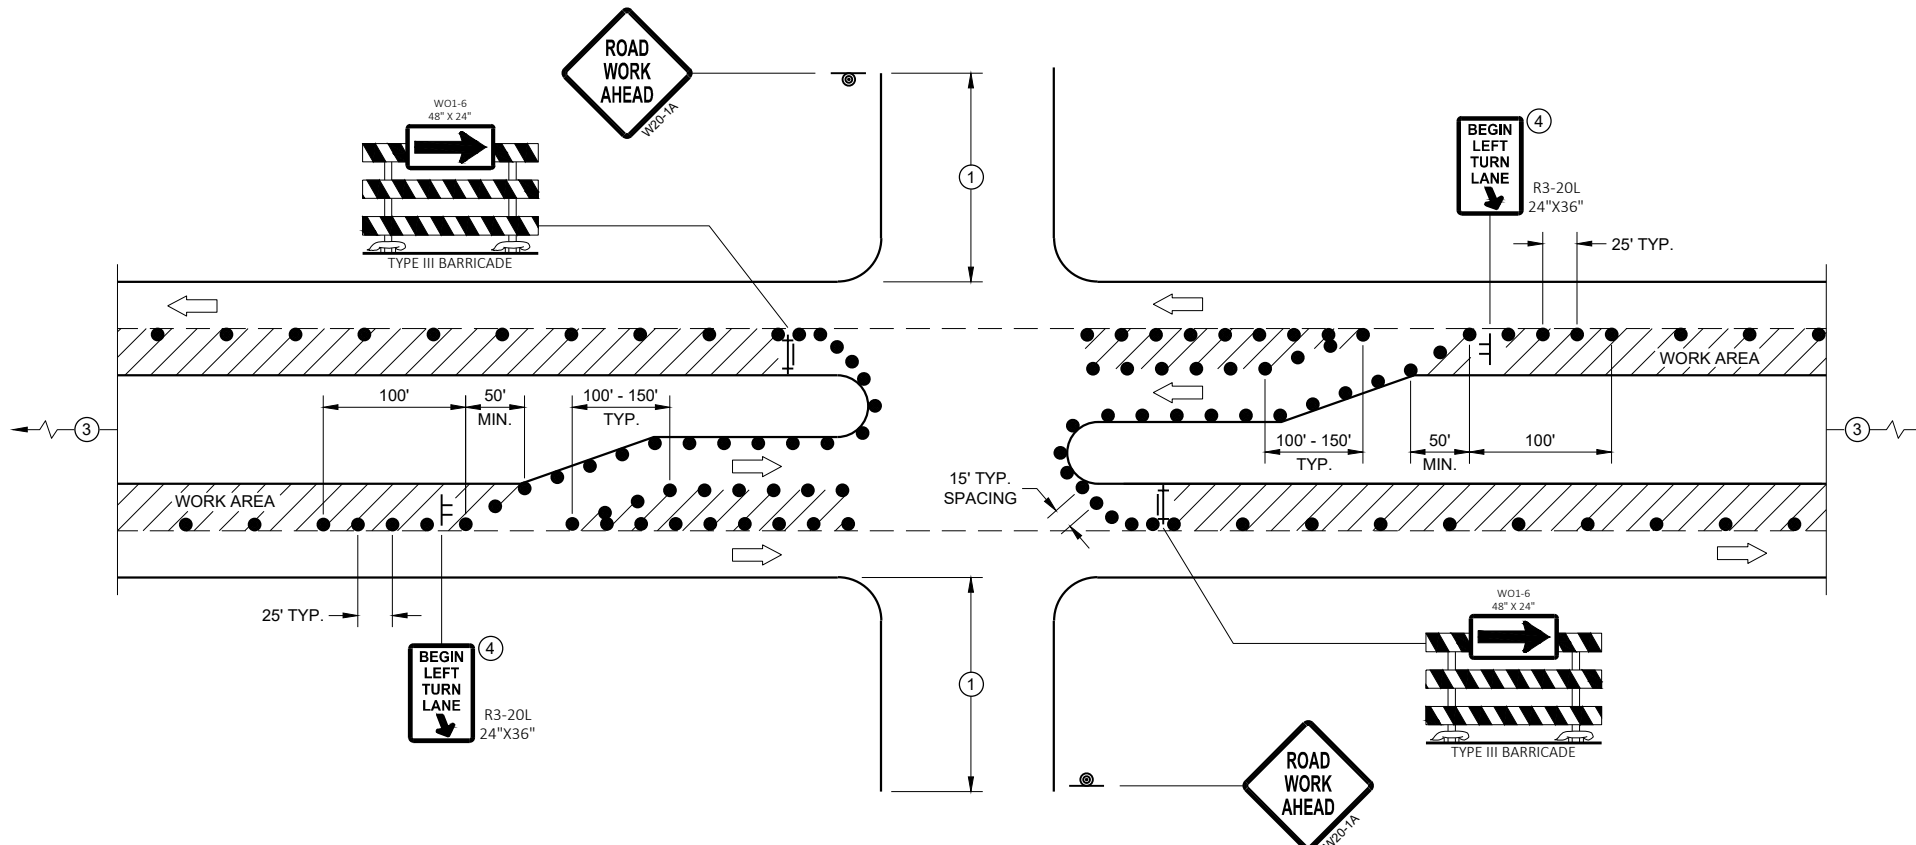 ROAD
WORK
AHEAD
W20-1A
WO1-6
48" X 24"
TYPE III BARRICADE
1
BEGIN
LEFT
TURN
LANE
4
R3-20L
24"X36"
25' TYP.
WORK AREA
100'
50'
MIN.
100' - 150'
TYP.
3
100' - 150'
TYP.
50'
MIN.
100'
3
15' TYP.
SPACING
WORK AREA
25' TYP.
BEGIN
LEFT
TURN
LANE
4
R3-20L
24"X36"
1
WO1-6
48" X 24"
TYPE III BARRICADE
ROAD
WORK
AHEAD
W20-1A